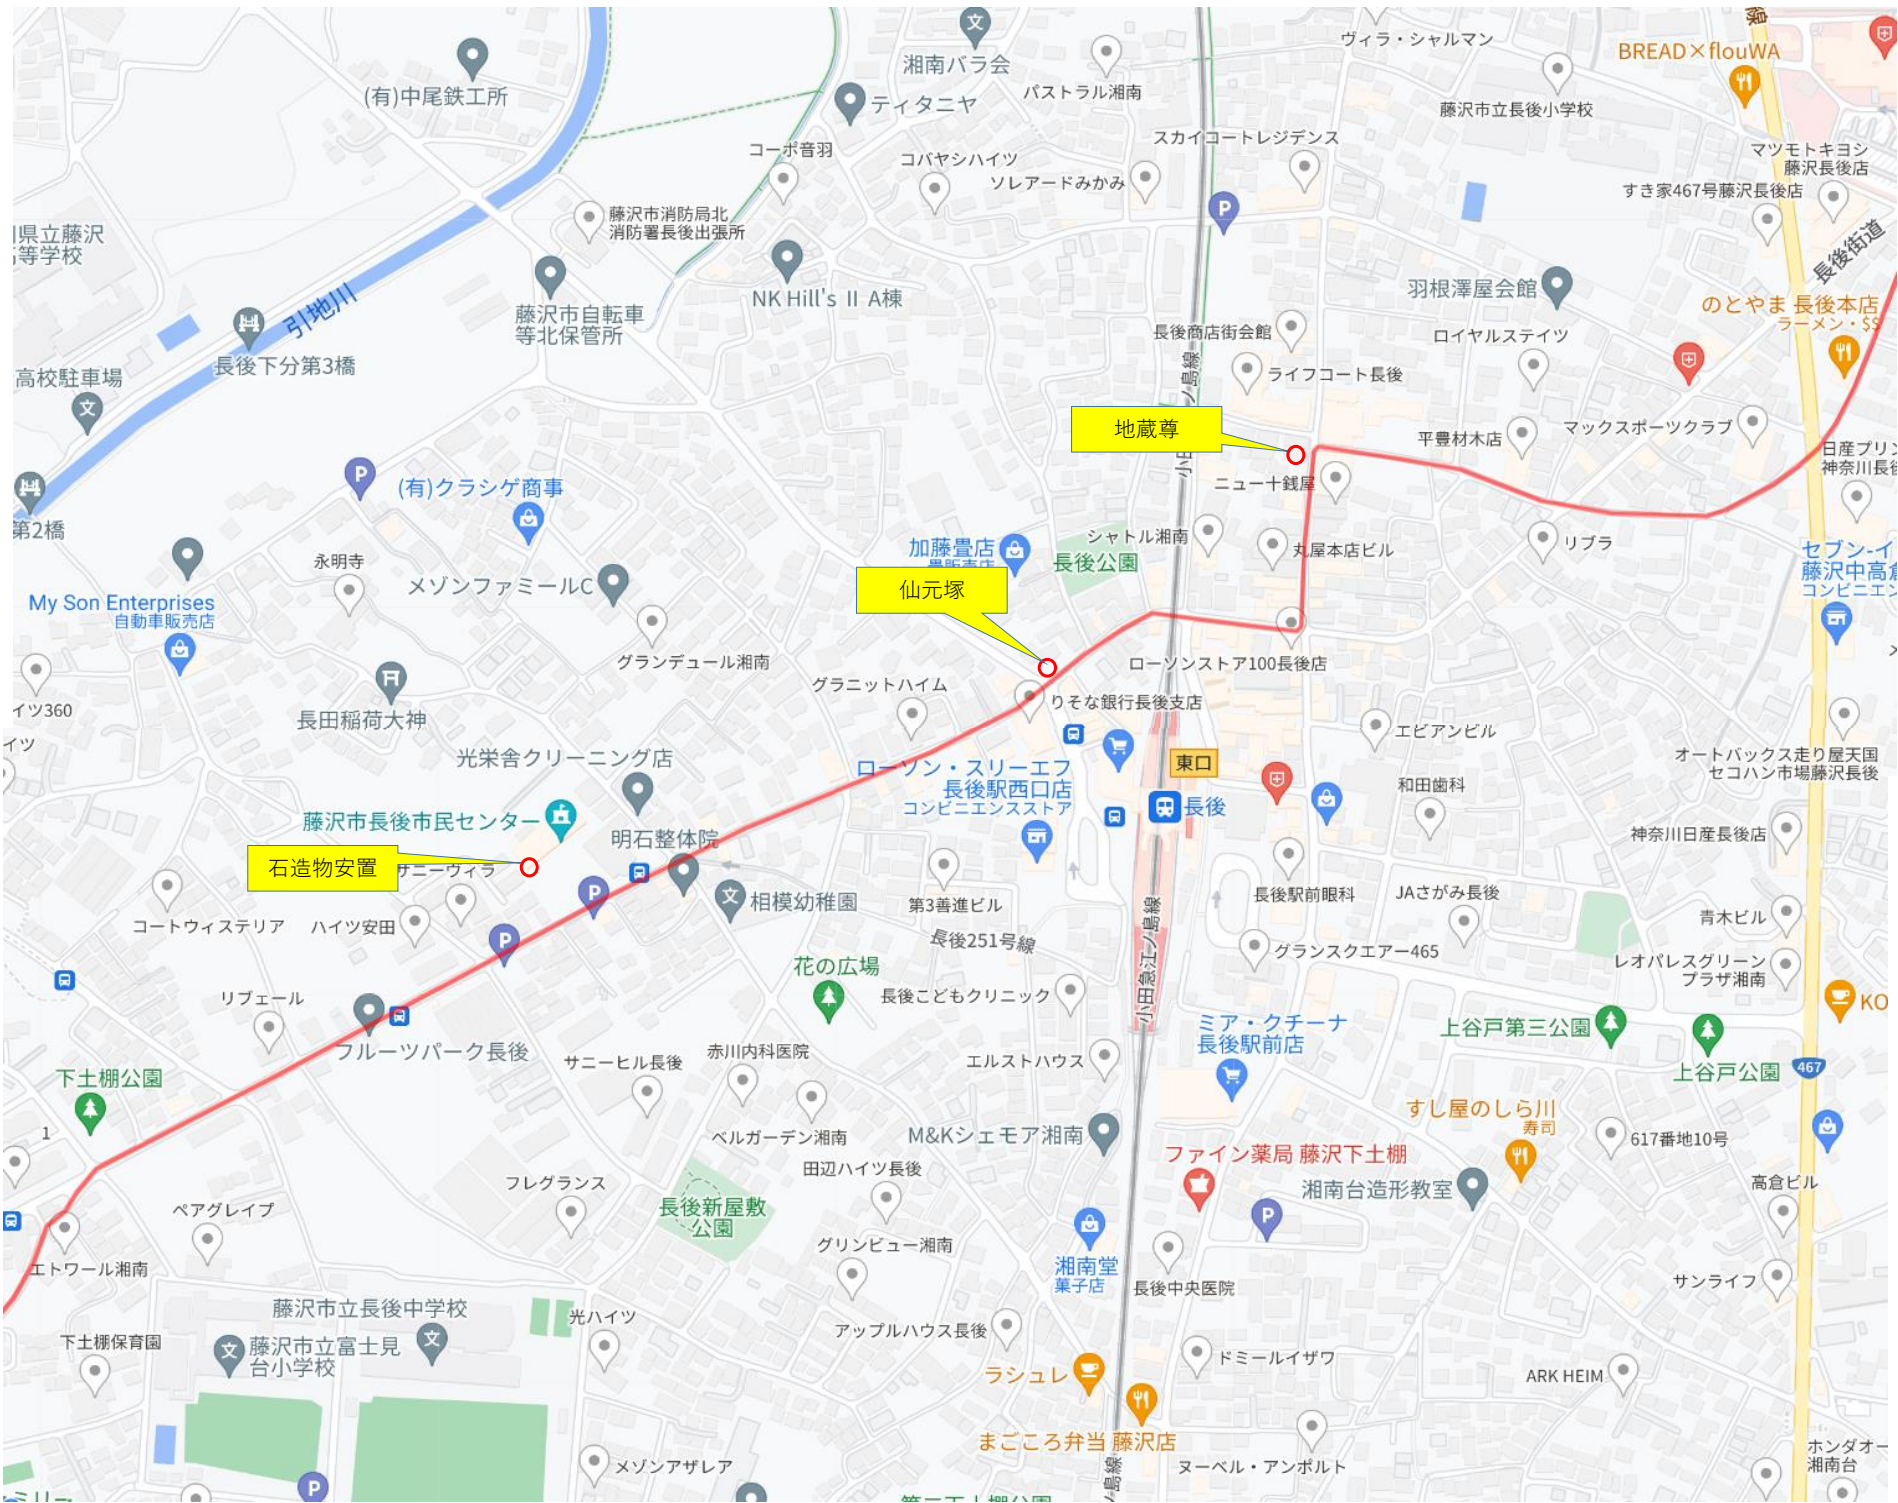 湘南バラ会
(有)中尾鉄工所
ティタニヤ
パストラル湘南
ヴィラ・シャルマン
BREAD×flouWA
藤沢市立長後小学校
スカイコートレジデンス
コーポ音羽
コバヤシハイツ
ソレアードみかみ
マツモトキヨシ
藤沢長後店
すき家467号藤沢長後店
藤沢市消防局北
消防署長後出張所
県立藤沢
等学校
長後街道
NK Hill's II A棟
藤沢市自転車
等北保管所
引地川
長後下分第3橋
羽根澤屋会館
のとやま 長後本店
ラーメン・$$
長後商店街会館
ロイヤルステイツ
ライフコート長後
高校駐車場
地蔵尊
平豊材木店
マックスポーツクラブ
日産プリン
神奈川長後
ニュー十銭屋
(有)クラシゲ商事
第2橋
シャトル湘南
丸屋本店ビル
リブラ
加藤畳店
長後公園
セブン-イ
藤沢中高倉
コンビニエン
永明寺
メゾンファミールC
仙元塚
My Son Enterprises
自動車販売店
グランデュール湘南
ローソンストア100長後店
グラニットハイム
りそな銀行長後支店
イツ360
長田稲荷大神
エビアンビル
イツ
光栄舎クリーニング店
ローソン・スリーエフ
長後駅西口店
コンビニエンスストア
東口
長後
オートバックス走り屋天国
セコハン市場藤沢長後
和田歯科
藤沢市長後市民センター
明石整体院
神奈川日産長後店
石造物安置
サニーヴィラ
相模幼稚園
第3善進ビル
長後駅前眼科
JAさがみ長後
コートウィステリア
ハイツ安田
長後251号線
小田急江ノ島線
青木ビル
グランスクエアー465
レオパレスグリーン
プラザ湘南
花の広場
長後こどもクリニック
リブェール
KO
ミア・クチーナ
長後駅前店
上谷戸第三公園
フルーツパーク長後
サニーヒル長後
赤川内科医院
エルストハウス
上谷戸公園
467
下土棚公園
すし屋のしら川
寿司
1
ベルガーデン湘南
M&Kシェモア湘南
617番地10号
ファイン薬局 藤沢下土棚
田辺ハイツ長後
フレグランス
湘南台造形教室
高倉ビル
ペアグレイプ
長後新屋敷
公園
グリンビュー湘南
エトワール湘南
湘南堂
菓子店
長後中央医院
サンライフ
藤沢市立長後中学校
光ハイツ
アップルハウス長後
下土棚保育園
藤沢市立富士見
台小学校
ラシュレ
ドミールイザワ
ARK HEIM
まごころ弁当 藤沢店
メゾンアザレア
ヌーベル・アンポルト
ホンダオー
湘南台